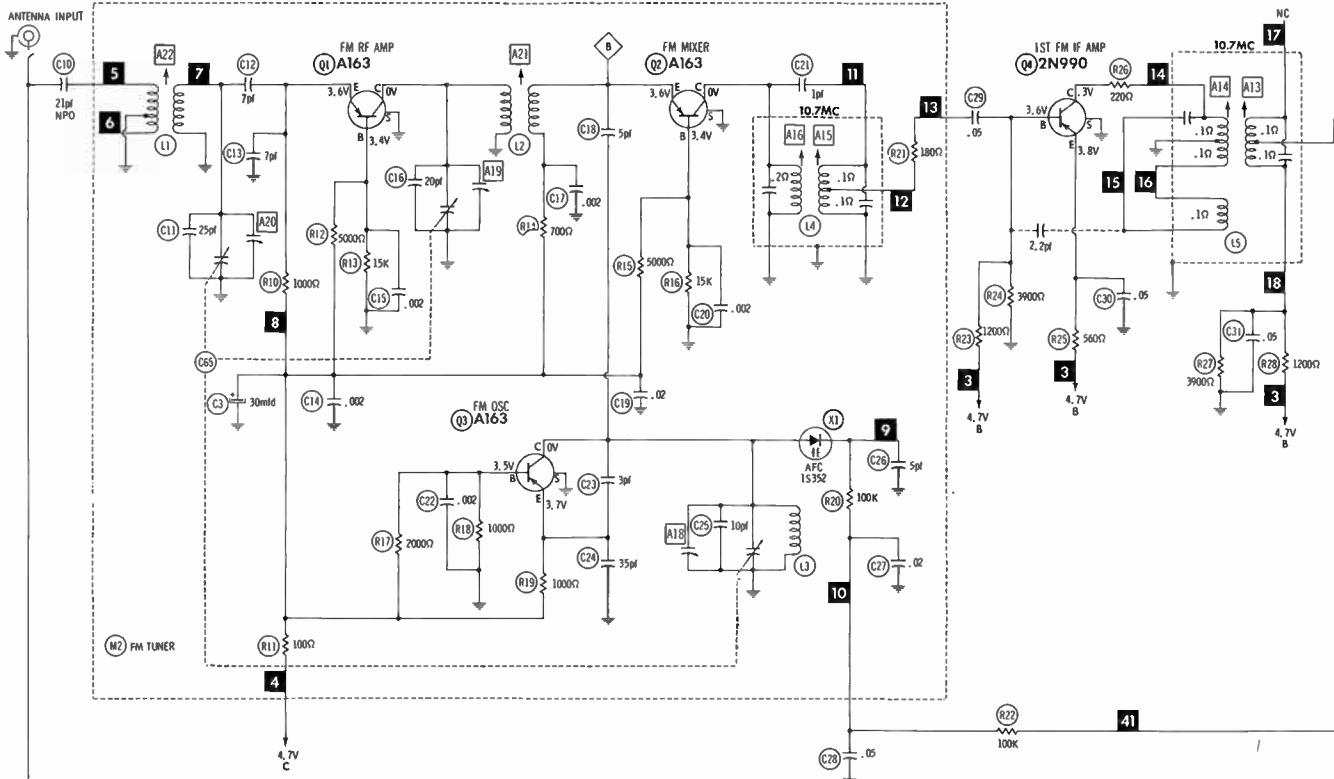 ANTENNA INPUT
C10
21pf
NPO
5
6
A22
L1
7
C12
7pf
C13
7pf
C11
25pf
A20
R10
1000Ω
8
C65
C3
+
30mfd
FM RF AMP
Q1 A163
3.6V
E
C
0V
S
B
3.4V
R12
5000Ω
R13
15K
C15
.002
C14
.002
C16
20pf
A19
A21
L2
C17
.002
700Ω
B
C18
5pf
FM MIXER
Q2 A163
3.6V
E
C
0V
S
B
3.4V
R15
5000Ω
R16
15K
C20
.002
C19
.02
C21
1pf
11
10.7MC
A16
A15
.2Ω
.1Ω
.1Ω
L4
12
R21
180Ω
13
C29
.05
1ST FM IF AMP
Q4 2N990
R26
220Ω
14
C
.3V
3.6V
B
S
E
3.8V
2.2pf
R24
3900Ω
R23
1200Ω
3
4.7V
B
C30
.05
R25
560Ω
3
4.7V
B
NC
17
10.7MC
A14
A13
.1Ω
.1Ω
.1Ω
.1Ω
15
16
.1Ω
L5
18
C31
.05
R27
3900Ω
R28
1200Ω
3
4.7V
B
FM OSC
Q3 A163
C
0V
3.5V
B
S
E
3.7V
C22
.002
R18
1000Ω
R17
2000Ω
R19
1000Ω
C23
3pf
C24
35pf
X1
AFC
1S352
9
C26
5pf
R20
100K
A18
C25
10pf
L3
C27
.02
10
M2 FM TUNER
R11
100Ω
4
4.7V
C
R22
100K
41
C28
.05